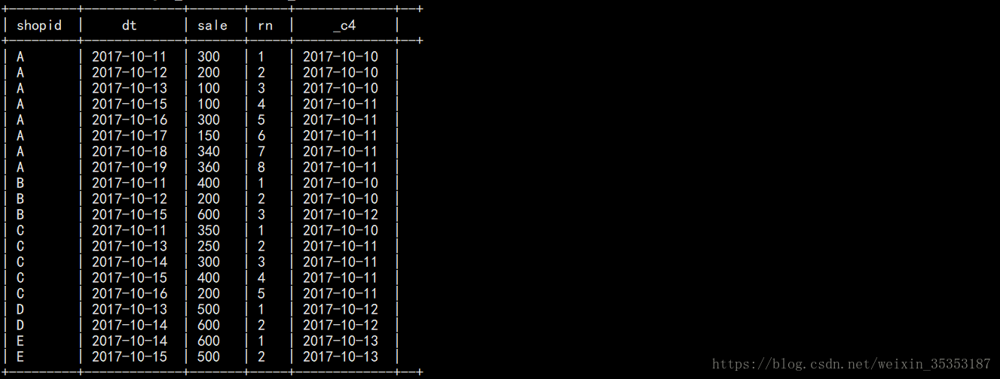 shopid dt sale rn _c4
A 2017-10-11 300 1 2017-10-10
A 2017-10-12 200 2 2017-10-10
A 2017-10-13 100 3 2017-10-10
A 2017-10-15 100 4 2017-10-11
A 2017-10-16 300 5 2017-10-11
A 2017-10-17 150 6 2017-10-11
A 2017-10-18 340 7 2017-10-11
A 2017-10-19 360 8 2017-10-11
B 2017-10-11 400 1 2017-10-10
B 2017-10-12 200 2 2017-10-10
B 2017-10-15 600 3 2017-10-12
C 2017-10-11 350 1 2017-10-10
C 2017-10-13 250 2 2017-10-11
C 2017-10-14 300 3 2017-10-11
C 2017-10-15 400 4 2017-10-11
C 2017-10-16 200 5 2017-10-11
D 2017-10-13 500 1 2017-10-12
D 2017-10-14 600 2 2017-10-12
E 2017-10-14 600 1 2017-10-13
E 2017-10-15 500 2 2017-10-13
https://blog.csdn.net/weixin_35353187